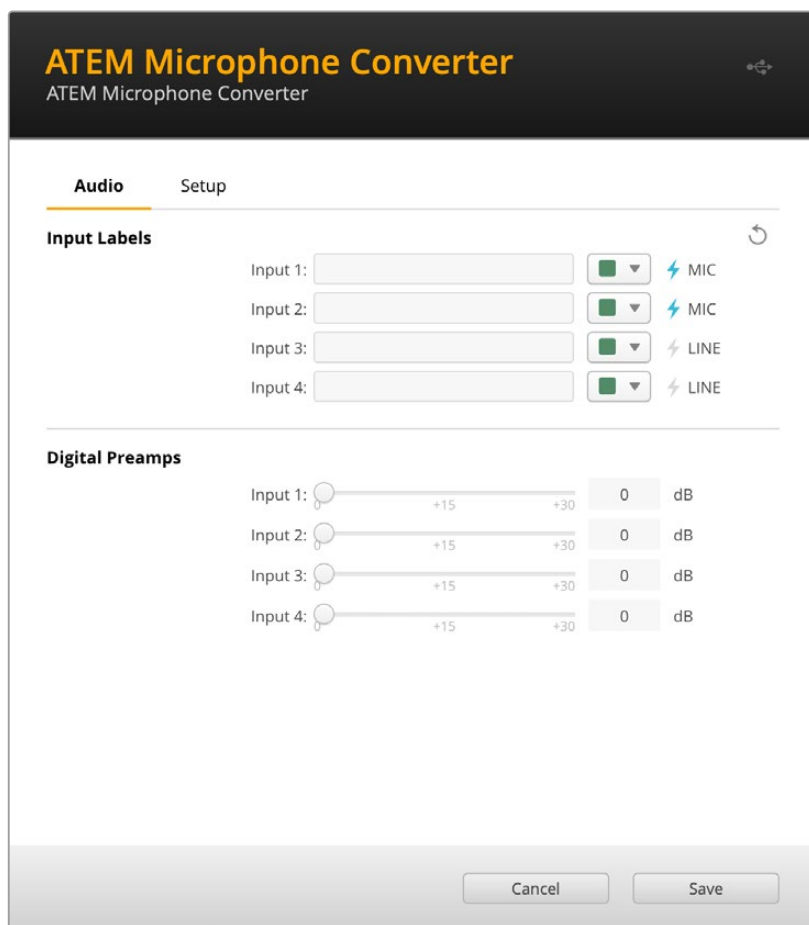 ATEM Microphone Converter
ATEM Microphone Converter
Audio Setup
Input Labels
Input 1: MIC
Input 2: MIC
Input 3: LINE
Input 4: LINE
Digital Preamps
Input 1: 0 dB
0 +15 +30
Input 2: 0 dB
0 +15 +30
Input 3: 0 dB
0 +15 +30
Input 4: 0 dB
0 +15 +30
Cancel Save